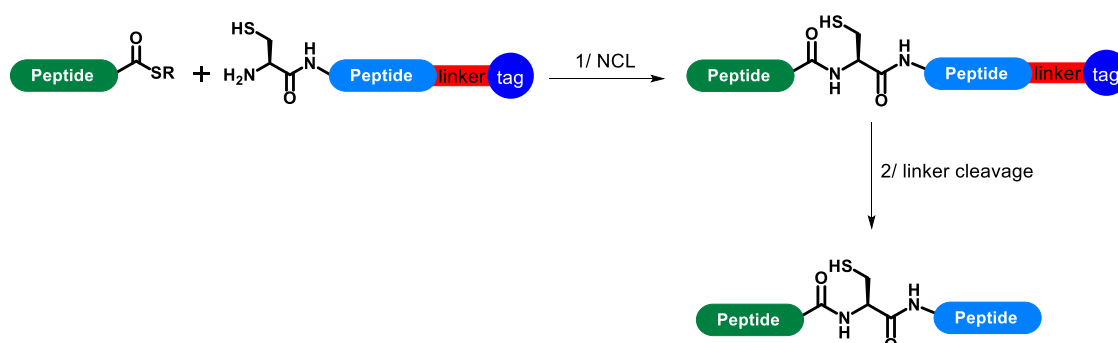 HS
O
H
N
Peptide
SR
+
H2N
O
Peptide
linker
tag
1/ NCL
HS
O
H
N
Peptide
N
H
O
Peptide
linker
tag
2/ linker cleavage
HS
O
H
N
Peptide
N
H
O
Peptide